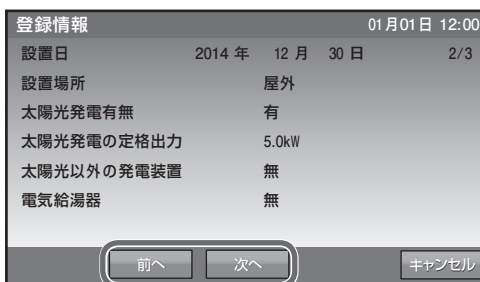 登録情報 01月01日 12:00
設置日 2014 年 12 月 30 日 2/3
設置場所 屋外
太陽光発電有無 有
太陽光発電の定格出力 5.0kW
太陽光以外の発電装置 無
電気給湯器 無
前へ 次へ キャンセル